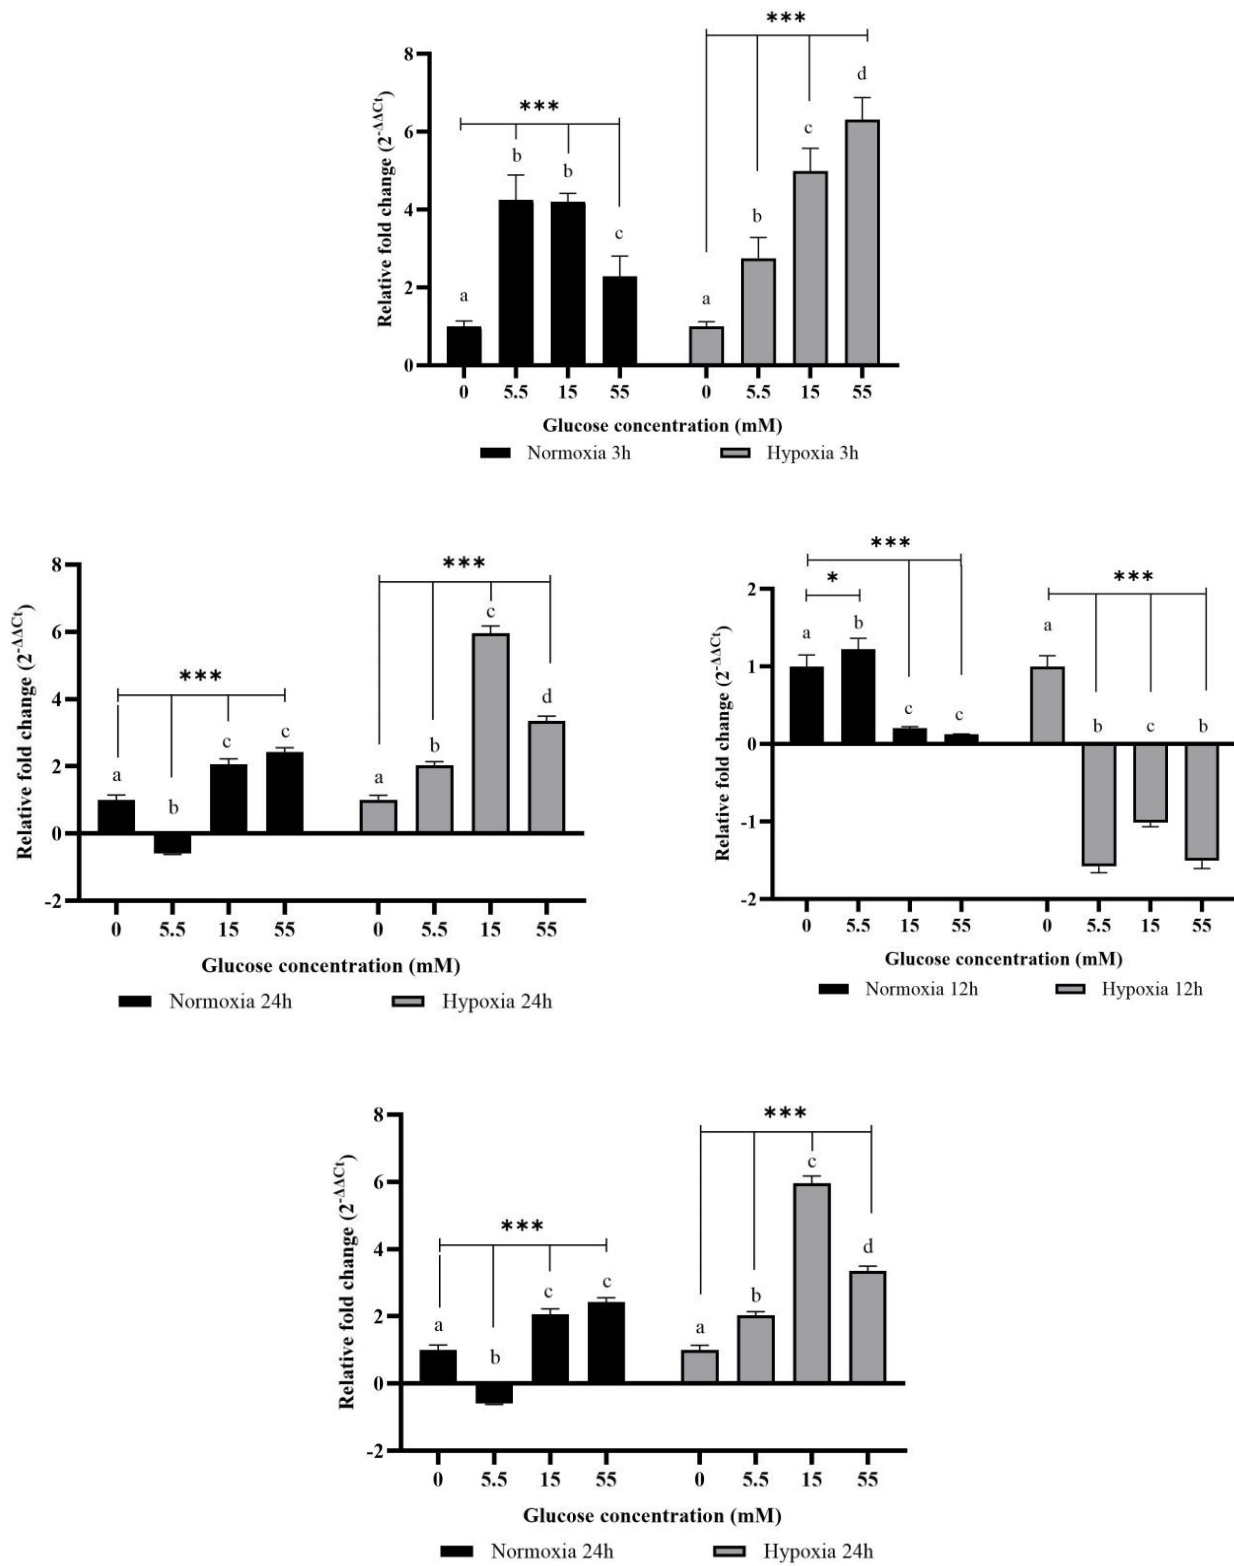 ***
8
6
4
2
0
Relative fold change (2^-ΔΔCt)
***
a
b
b
c
a
b
c
d
0 5.5 15 55 0 5.5 15 55
Glucose concentration (mM)
Normoxia 3h Hypoxia 3h
8
6
4
2
0
-2
Relative fold change (2^-ΔΔCt)
***
***
a
b
c
c
a
b
c
d
0 5.5 15 55 0 5.5 15 55
Glucose concentration (mM)
Normoxia 24h Hypoxia 24h
2
1
0
-1
-2
Relative fold change (2^-ΔΔCt)
***
*
***
a
b
c
c
a
b
c
b
0 5.5 15 55 0 5.5 15 55
Glucose concentration (mM)
Normoxia 12h Hypoxia 12h
8
6
4
2
0
-2
Relative fold change (2^-ΔΔCt)
***
***
a
b
c
c
a
b
c
d
0 5.5 15 55 0 5.5 15 55
Glucose concentration (mM)
Normoxia 24h Hypoxia 24h